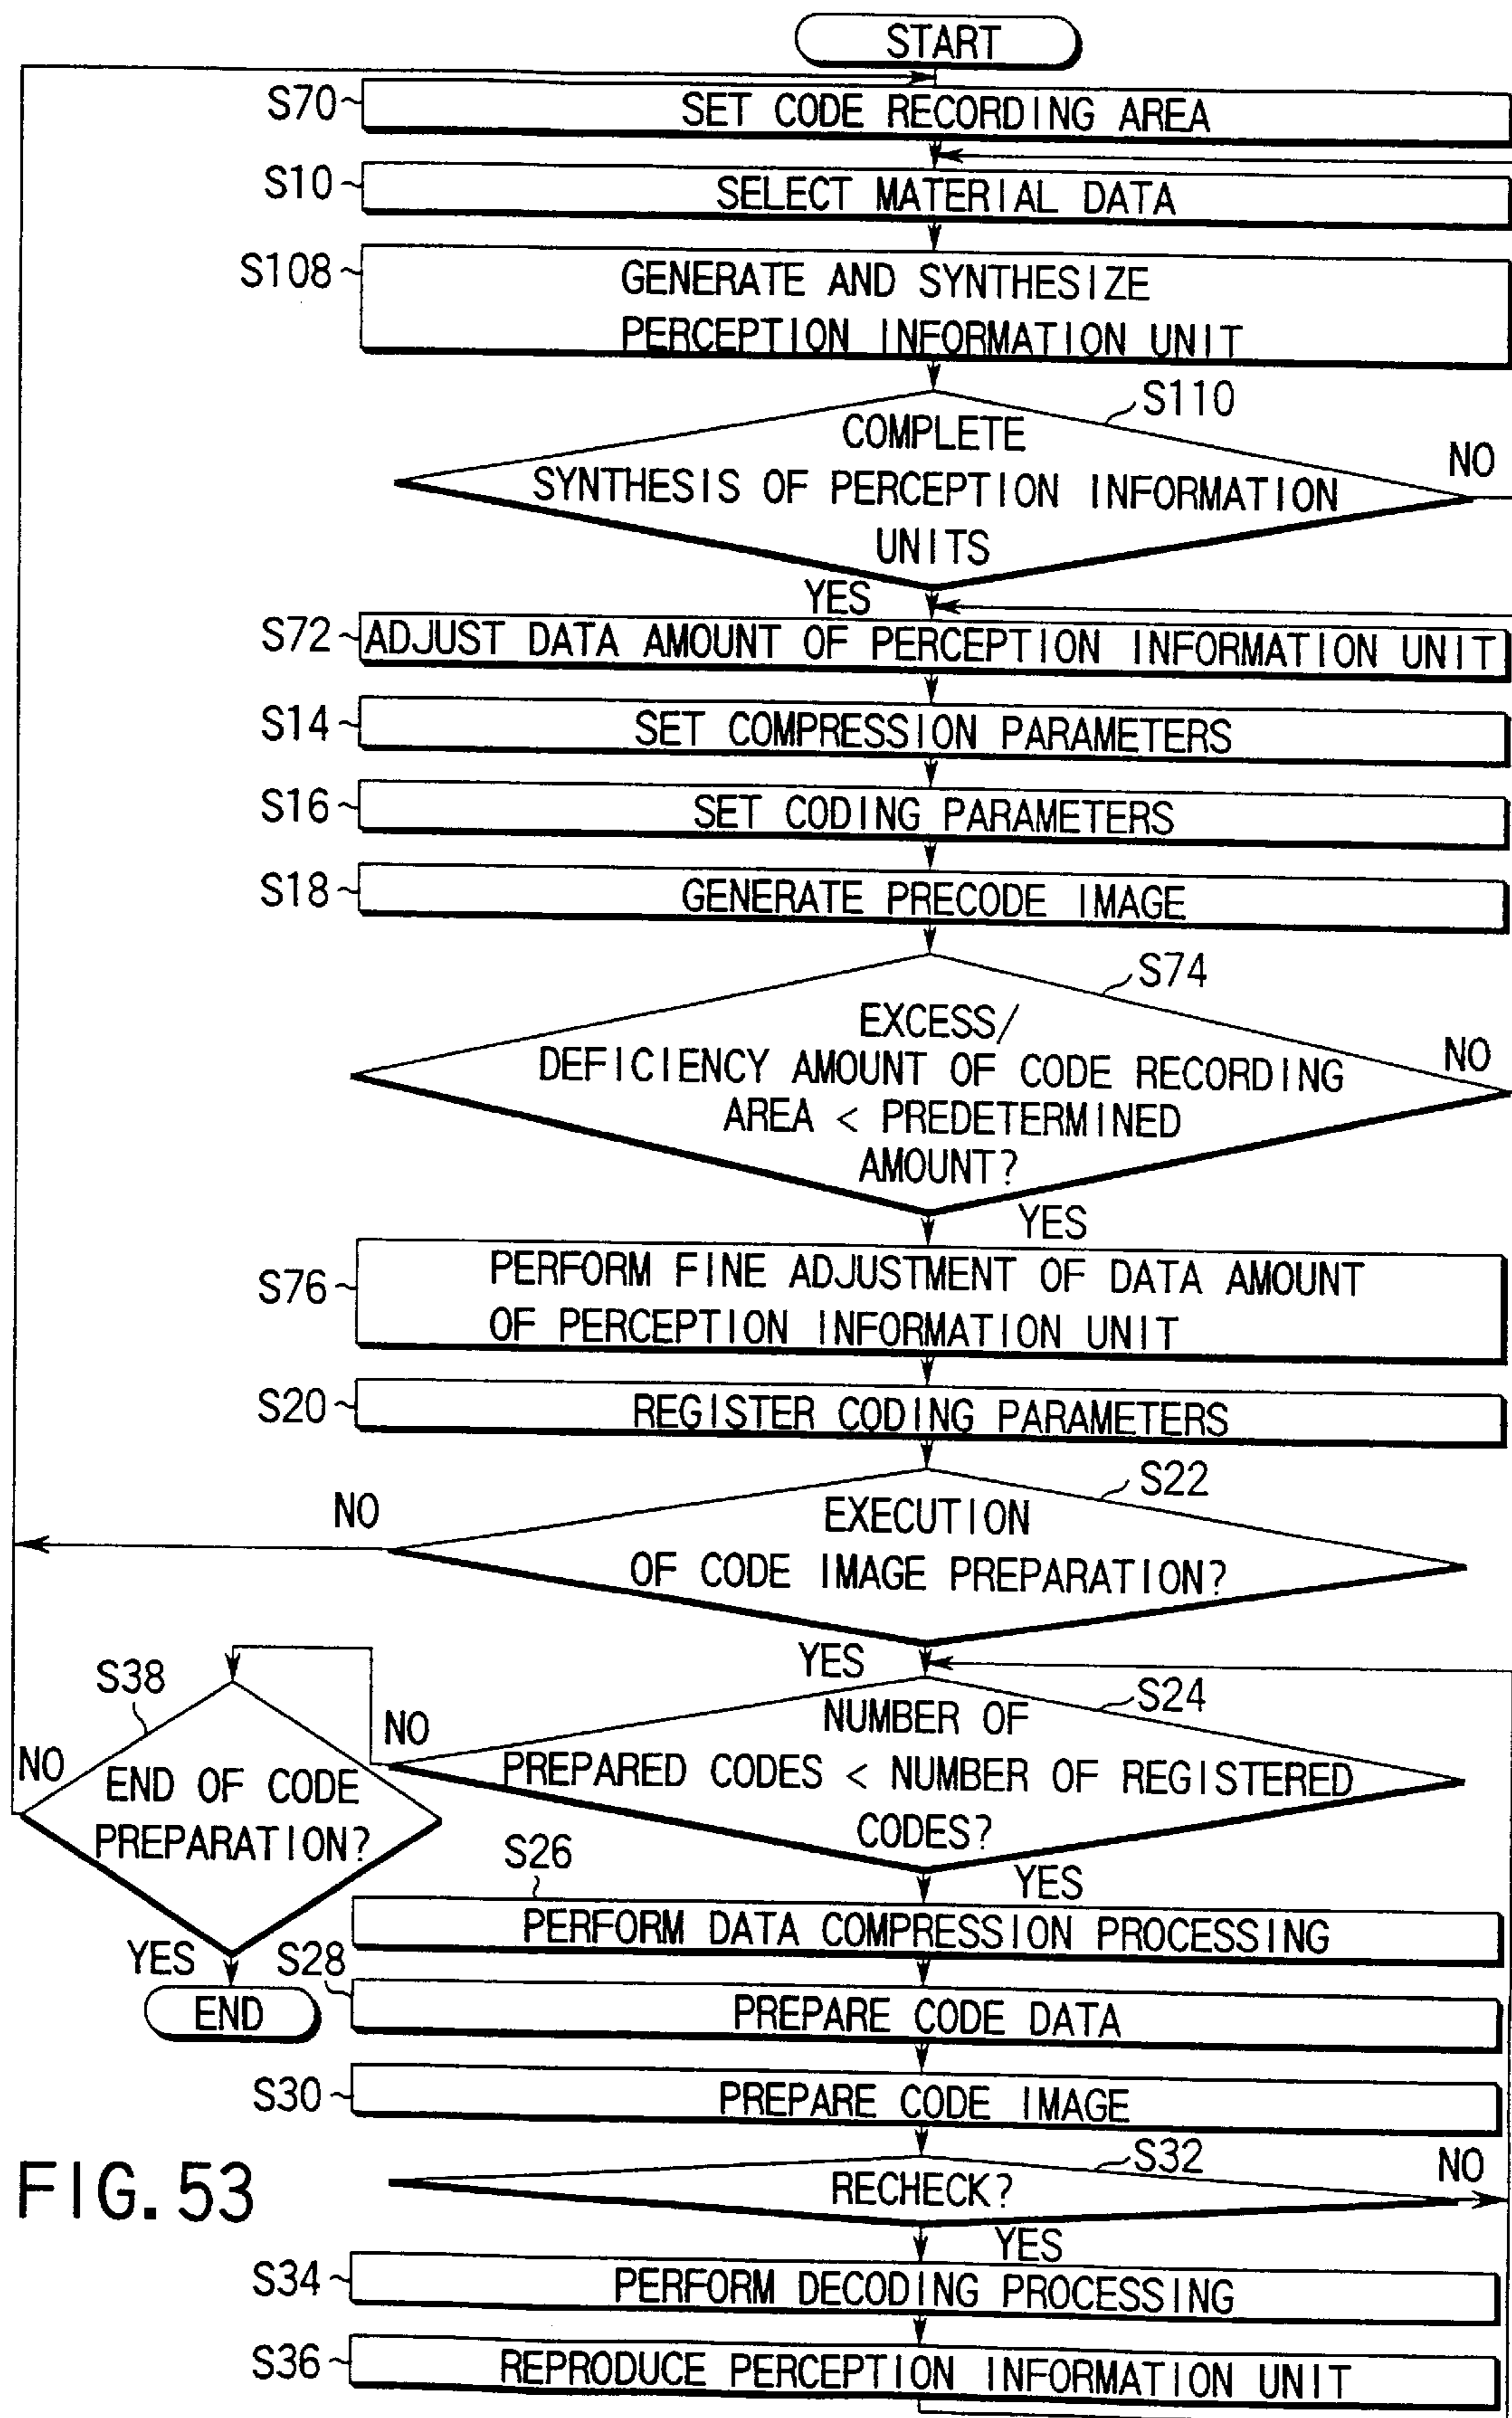 START
S70
SET CODE RECORDING AREA
S10
SELECT MATERIAL DATA
S108
GENERATE AND SYNTHESIZE
PERCEPTION INFORMATION UNIT
S110
COMPLETE
SYNTHESIS OF PERCEPTION INFORMATION
UNITS
NO
YES
S72
ADJUST DATA AMOUNT OF PERCEPTION INFORMATION UNIT
S14
SET COMPRESSION PARAMETERS
S16
SET CODING PARAMETERS
S18
GENERATE PRECODE IMAGE
S74
EXCESS/
DEFICIENCY AMOUNT OF CODE RECORDING
AREA < PREDETERMINED
AMOUNT?
NO
YES
S76
PERFORM FINE ADJUSTMENT OF DATA AMOUNT
OF PERCEPTION INFORMATION UNIT
S20
REGISTER CODING PARAMETERS
S22
NO
EXECUTION
OF CODE IMAGE PREPARATION?
YES
S24
NUMBER OF
PREPARED CODES < NUMBER OF REGISTERED
CODES?
NO
YES
S38
NO
END OF CODE
PREPARATION?
YES
END
S26
PERFORM DATA COMPRESSION PROCESSING
S28
PREPARE CODE DATA
S30
PREPARE CODE IMAGE
S32
RECHECK?
NO
YES
FIG. 53
S34
PERFORM DECODING PROCESSING
S36
REPRODUCE PERCEPTION INFORMATION UNIT